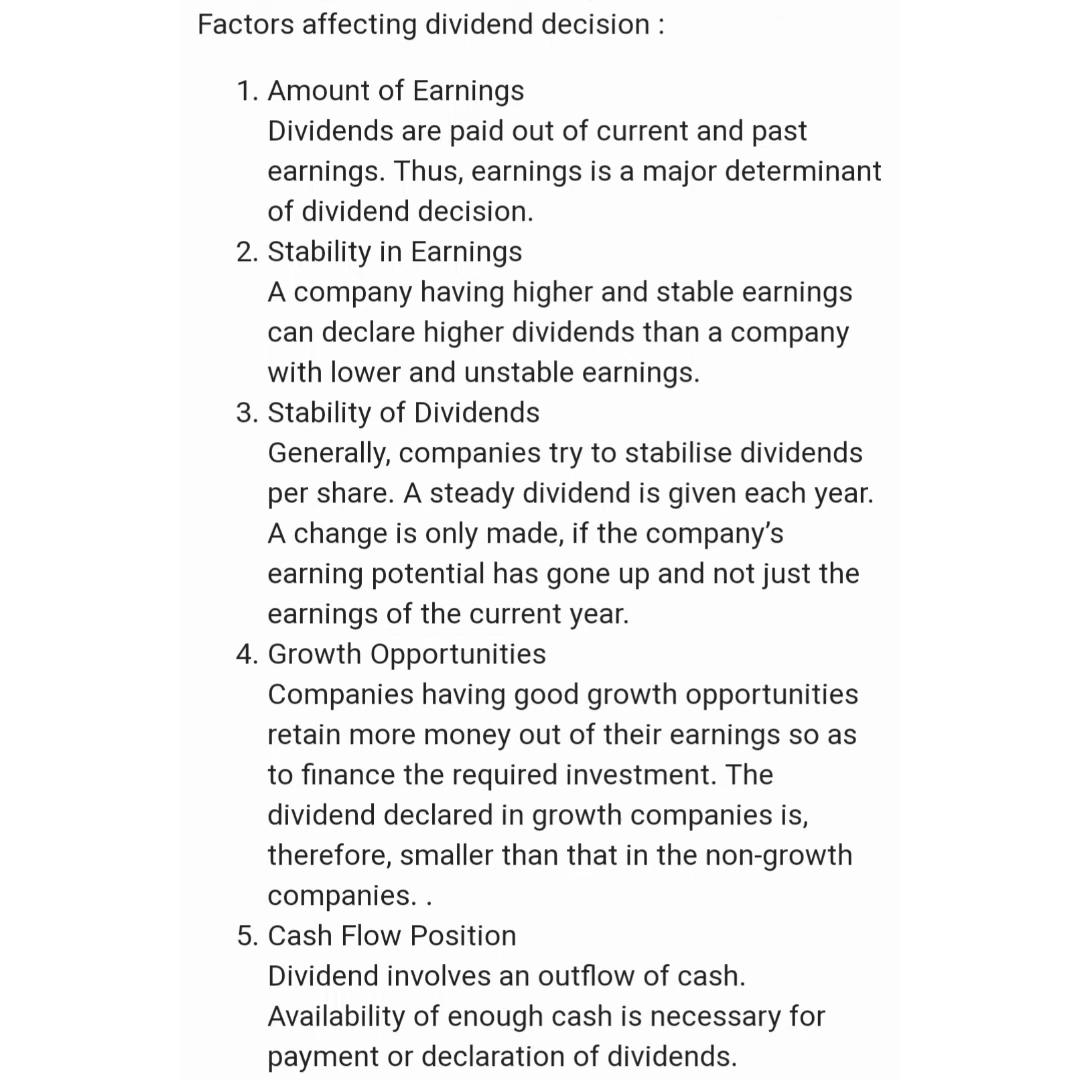 Factors affecting dividend decision :
1. Amount of Earnings
Dividends are paid out of current and past
earnings. Thus, earnings is a major determinant
of dividend decision.
2. Stability in Earnings
A company having higher and stable earnings
can declare higher dividends than a company
with lower and unstable earnings.
3. Stability of Dividends
Generally, companies try to stabilise dividends
per share. A steady dividend is given each year.
A change is only made, if the company’s
earning potential has gone up and not just the
earnings of the current year.
4. Growth Opportunities
Companies having good growth opportunities
retain more money out of their earnings so as
to finance the required investment. The
dividend declared in growth companies is,
therefore, smaller than that in the non-growth
companies. .
5. Cash Flow Position
Dividend involves an outflow of cash.
Availability of enough cash is necessary for
payment or declaration of dividends.